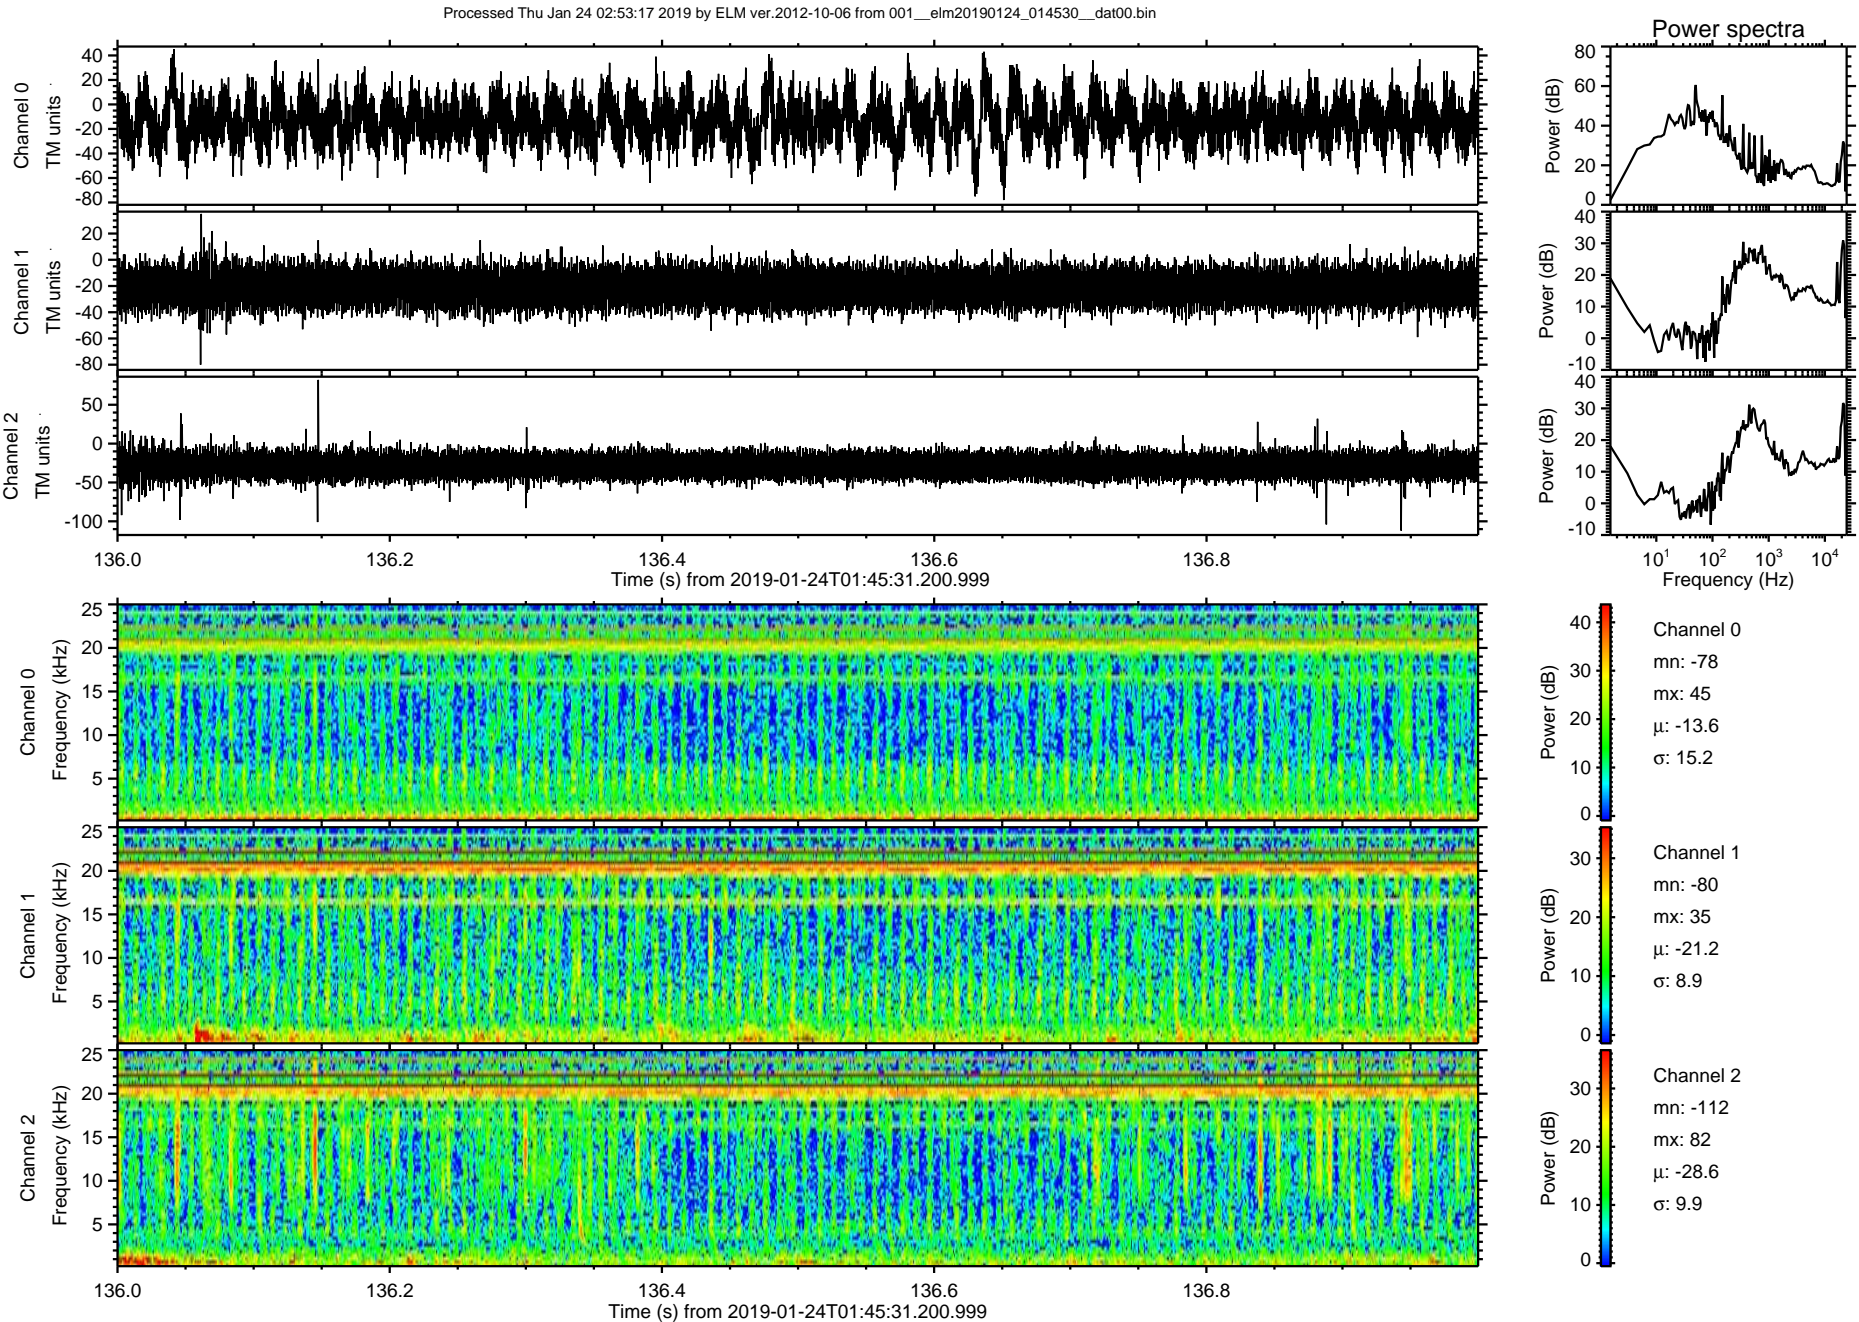 Processed Thu Jan 24 02:53:17 2019 by ELM ver.2012-10-06 from 001__elm20190124_014530__dat00.bin
Power spectra
Channel 0
TM units
40
20
0
-20
-40
-60
-80
Power (dB)
80
60
40
20
0
Channel 1
TM units
20
0
-20
-40
-60
-80
Power (dB)
40
30
20
10
0
-10
Channel 2
TM units
50
0
-50
-100
Power (dB)
40
30
20
10
0
-10
136.0 136.2 136.4 136.6 136.8
Time (s) from 2019-01-24T01:45:31.200.999
10^1 10^2 10^3 10^4
Frequency (Hz)
Channel 0
Frequency (kHz)
25
20
15
10
5
Power (dB)
40
30
20
10
0
Channel 0
mn: -78
mx: 45
μ: -13.6
σ: 15.2
Channel 1
Frequency (kHz)
25
20
15
10
5
Power (dB)
30
20
10
0
Channel 1
mn: -80
mx: 35
μ: -21.2
σ: 8.9
Channel 2
Frequency (kHz)
25
20
15
10
5
Power (dB)
30
20
10
0
Channel 2
mn: -112
mx: 82
μ: -28.6
σ: 9.9
136.0 136.2 136.4 136.6 136.8
Time (s) from 2019-01-24T01:45:31.200.999